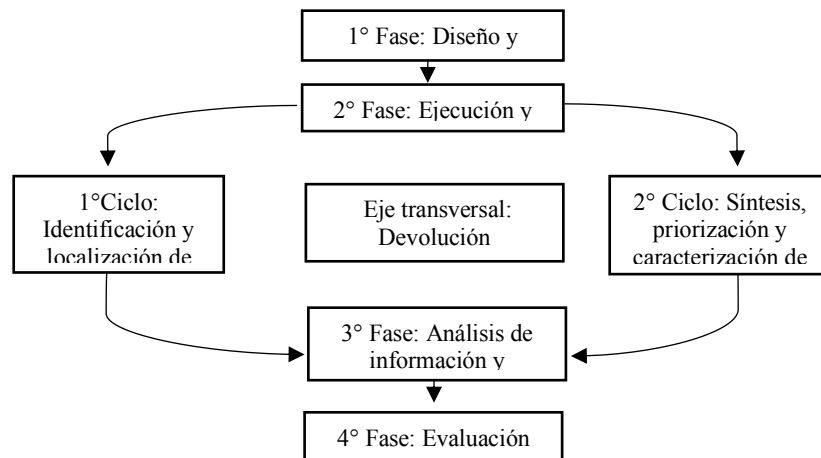 1° Fase: Diseño y
2° Fase: Ejecución y
1°Ciclo:
Identificación y
localización de
Eje transversal:
Devolución
2° Ciclo: Síntesis,
priorización y
caracterización de
3° Fase: Análisis de
información y
4° Fase: Evaluación